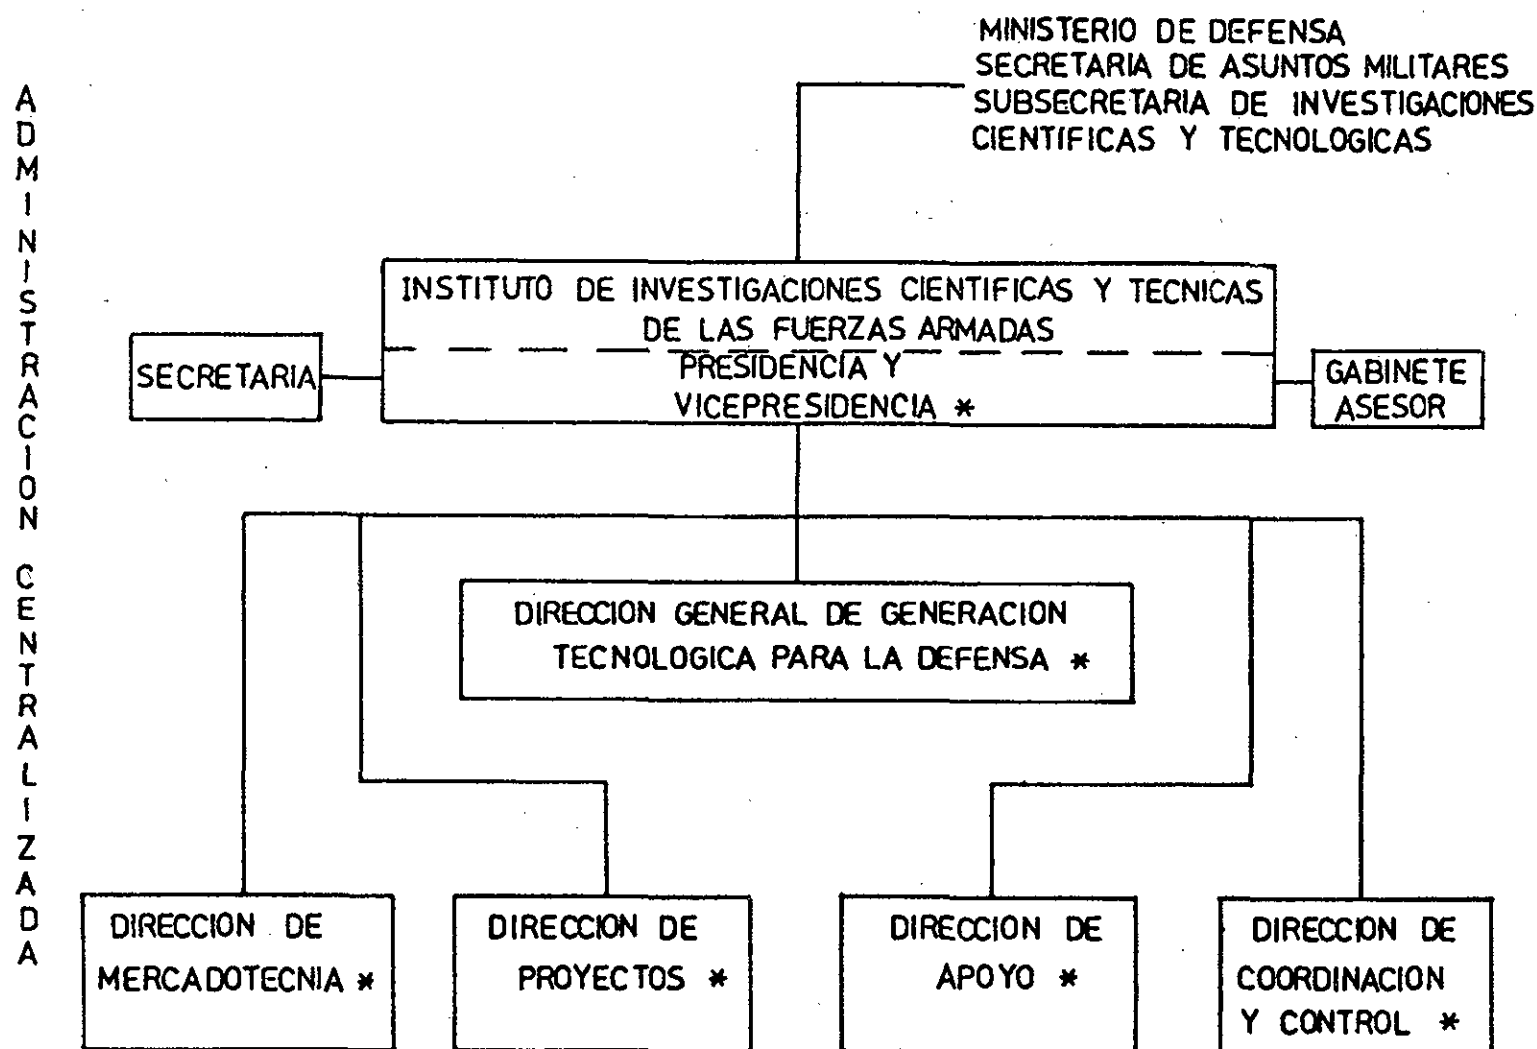 MINISTERIO DE DEFENSA
SECRETARIA DE ASUNTOS MILITARES
SUBSECRETARIA DE INVESTIGACIONES
CIENTIFICAS Y TECNOLOGICAS
ADMINISTRACION CENTRALIZADA
INSTITUTO DE INVESTIGACIONES CIENTIFICAS Y TECNICAS
DE LAS FUERZAS ARMADAS
PRESIDENCIA Y
VICEPRESIDENCIA *
SECRETARIA
GABINETE
ASESOR
DIRECCION GENERAL DE GENERACION
TECNOLOGICA PARA LA DEFENSA *
DIRECCION DE
MERCADOTECNIA *
DIRECCION DE
PROYECTOS *
DIRECCION DE
APOYO *
DIRECCION DE
COORDINACION
Y CONTROL *